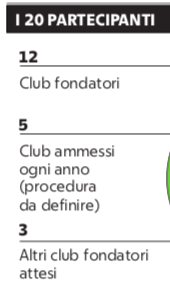 I 20 PARTECIPANTI
12
Club fondatori
5
Club ammessi
ogni anno
(procedura
da definire)
3
Altri club fondatori
attesi